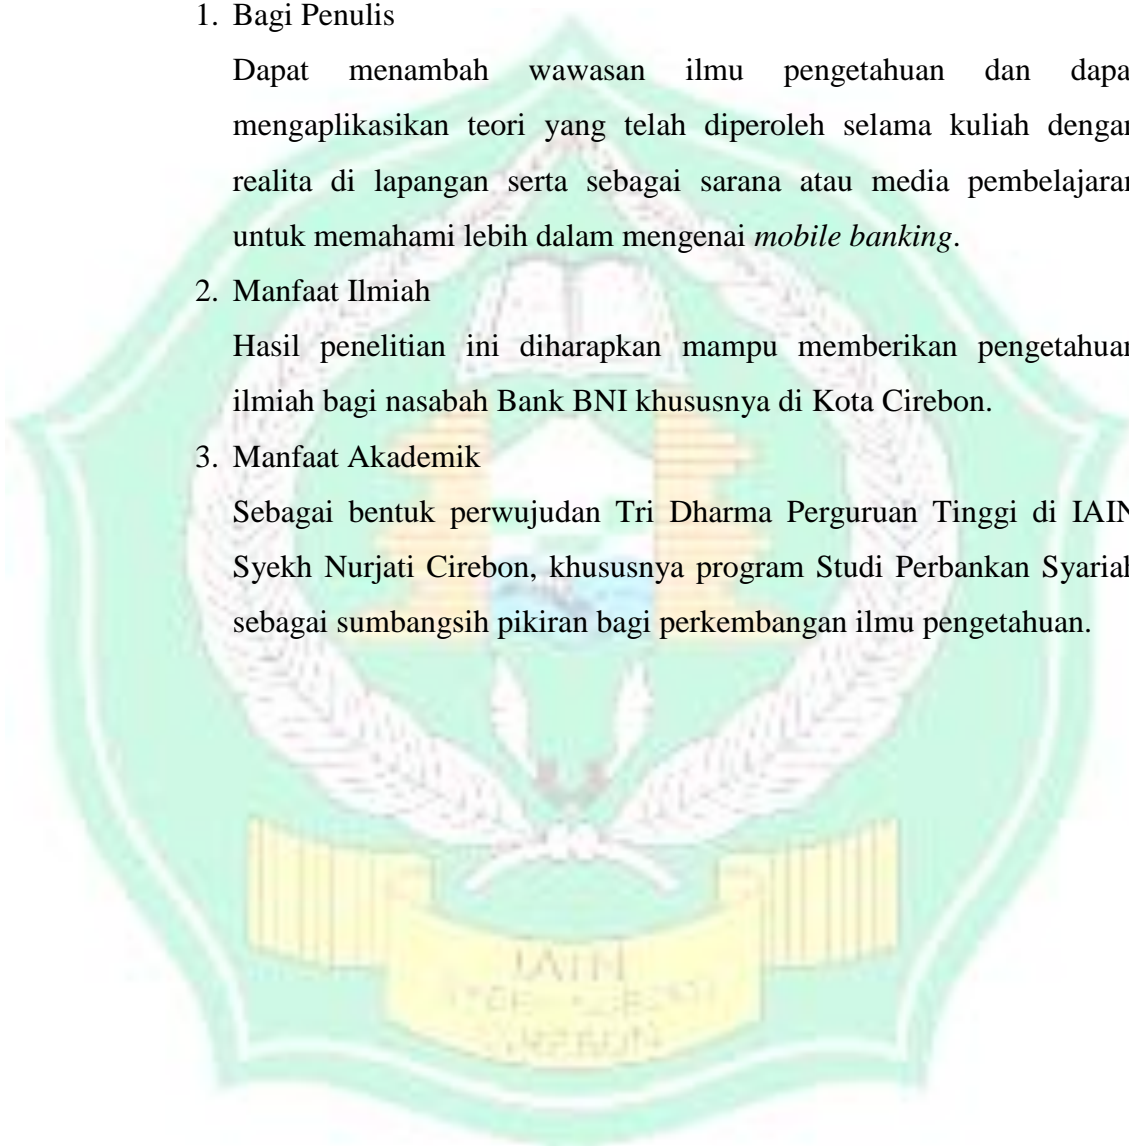 1. Bagi Penulis
Dapat menambah wawasan ilmu pengetahuan dan dapa
mengaplikasikan teori yang telah diperoleh selama kuliah dengan
realita di lapangan serta sebagai sarana atau media pembelajaran
untuk memahami lebih dalam mengenai mobile banking.
2. Manfaat Ilmiah
Hasil penelitian ini diharapkan mampu memberikan pengetahuan
ilmiah bagi nasabah Bank BNI khususnya di Kota Cirebon.
3. Manfaat Akademik
Sebagai bentuk perwujudan Tri Dharma Perguruan Tinggi di IAIN
Syekh Nurjati Cirebon, khususnya program Studi Perbankan Syariah
sebagai sumbangsih pikiran bagi perkembangan ilmu pengetahuan.
IAIN